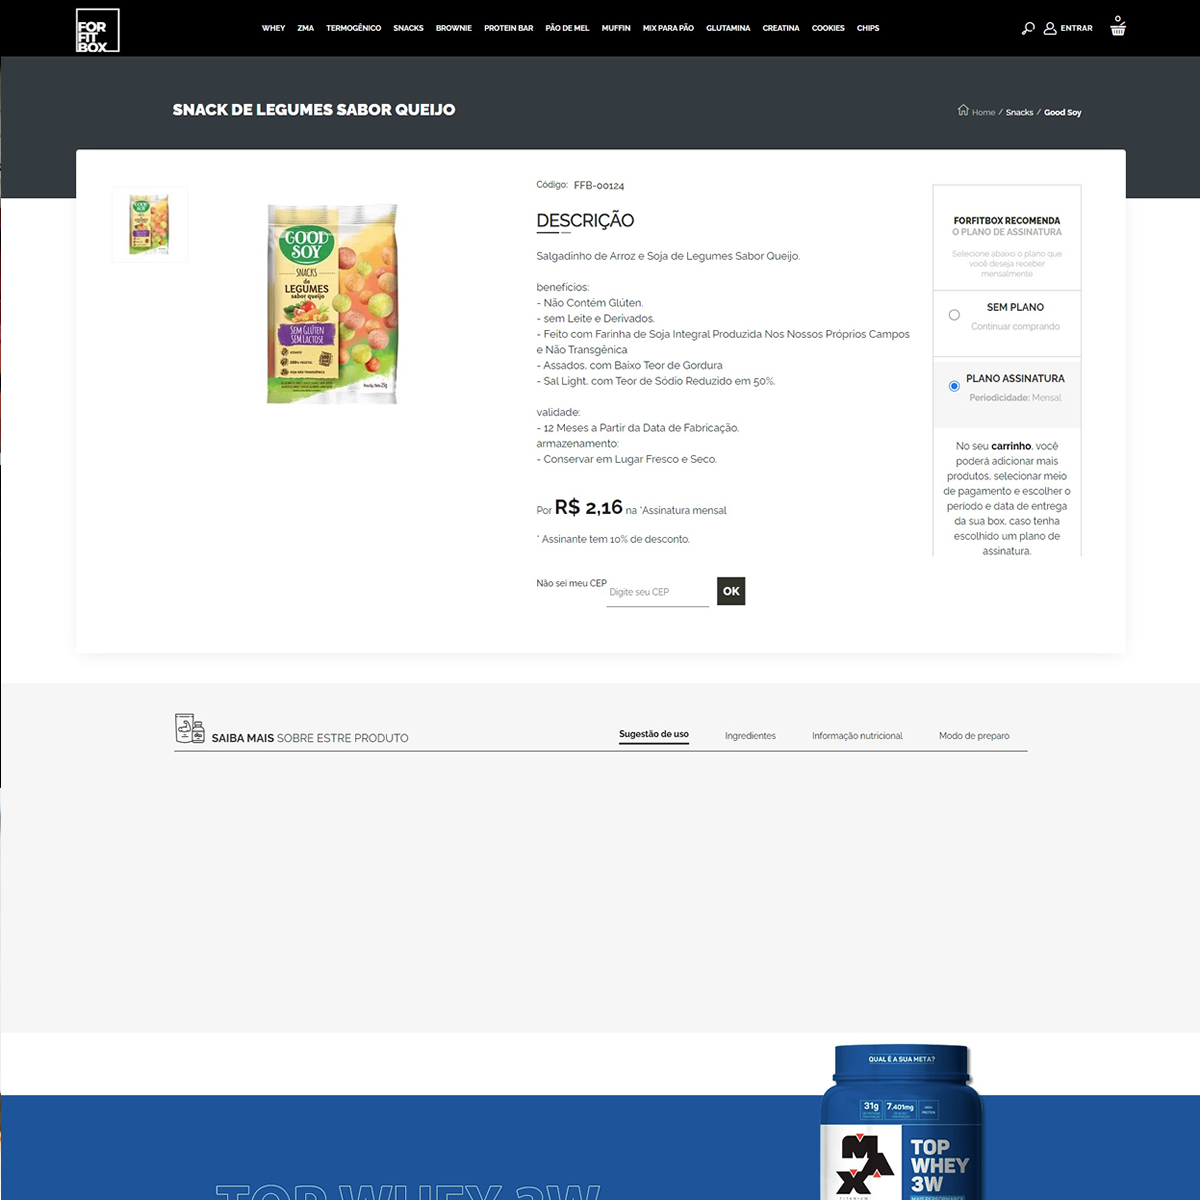 FOR
FIT
BOX
WHEY ZMA TERMOGÊNICO SNACKS BROWNIE PROTEIN BAR PÃO DE MEL MUFFIN MIX PARA PÃO GLUTAMINA CREATINA COOKIES CHIPS
ENTRAR
0
SNACK DE LEGUMES SABOR QUEIJO
Home / Snacks / Good Soy
GOOD
SOY
SNACKS
de
LEGUMES
sabor queijo
SEM GLÚTEN
SEM LACTOSE
Código: FFB-00124
DESCRIÇÃO
Salgadinho de Arroz e Soja de Legumes Sabor Queijo.
benefícios:
- Não Contém Glúten.
- sem Leite e Derivados.
- Feito com Farinha de Soja Integral Produzida Nos Nossos Próprios Campos
e Não Transgênica
- Assados, com Baixo Teor de Gordura
- Sal Light, com Teor de Sódio Reduzido em 50%.
validade:
- 12 Meses a Partir da Data de Fabricação.
armazenamento:
- Conservar em Lugar Fresco e Seco.
Por R$ 2,16 na *Assinatura mensal
* Assinante tem 10% de desconto.
Não sei meu CEP
Digite seu CEP
OK
FORFITBOX RECOMENDA
O PLANO DE ASSINATURA
Selecione abaixo o plano que
você deseja receber
mensalmente
SEM PLANO
Continuar comprando
PLANO ASSINATURA
Periodicidade: Mensal
No seu carrinho, você
poderá adicionar mais
produtos, selecionar meio
de pagamento e escolher o
período e data de entrega
da sua box, caso tenha
escolhido um plano de
assinatura.
SAIBA MAIS SOBRE ESTRE PRODUTO
Sugestão de uso Ingredientes Informação nutricional Modo de preparo
QUAL É A SUA META?
31g 7.401mg
MAX
TITANIUM
TOP
WHEY
3W
MAIS PERFORMANCE
TOP WHEY 3W